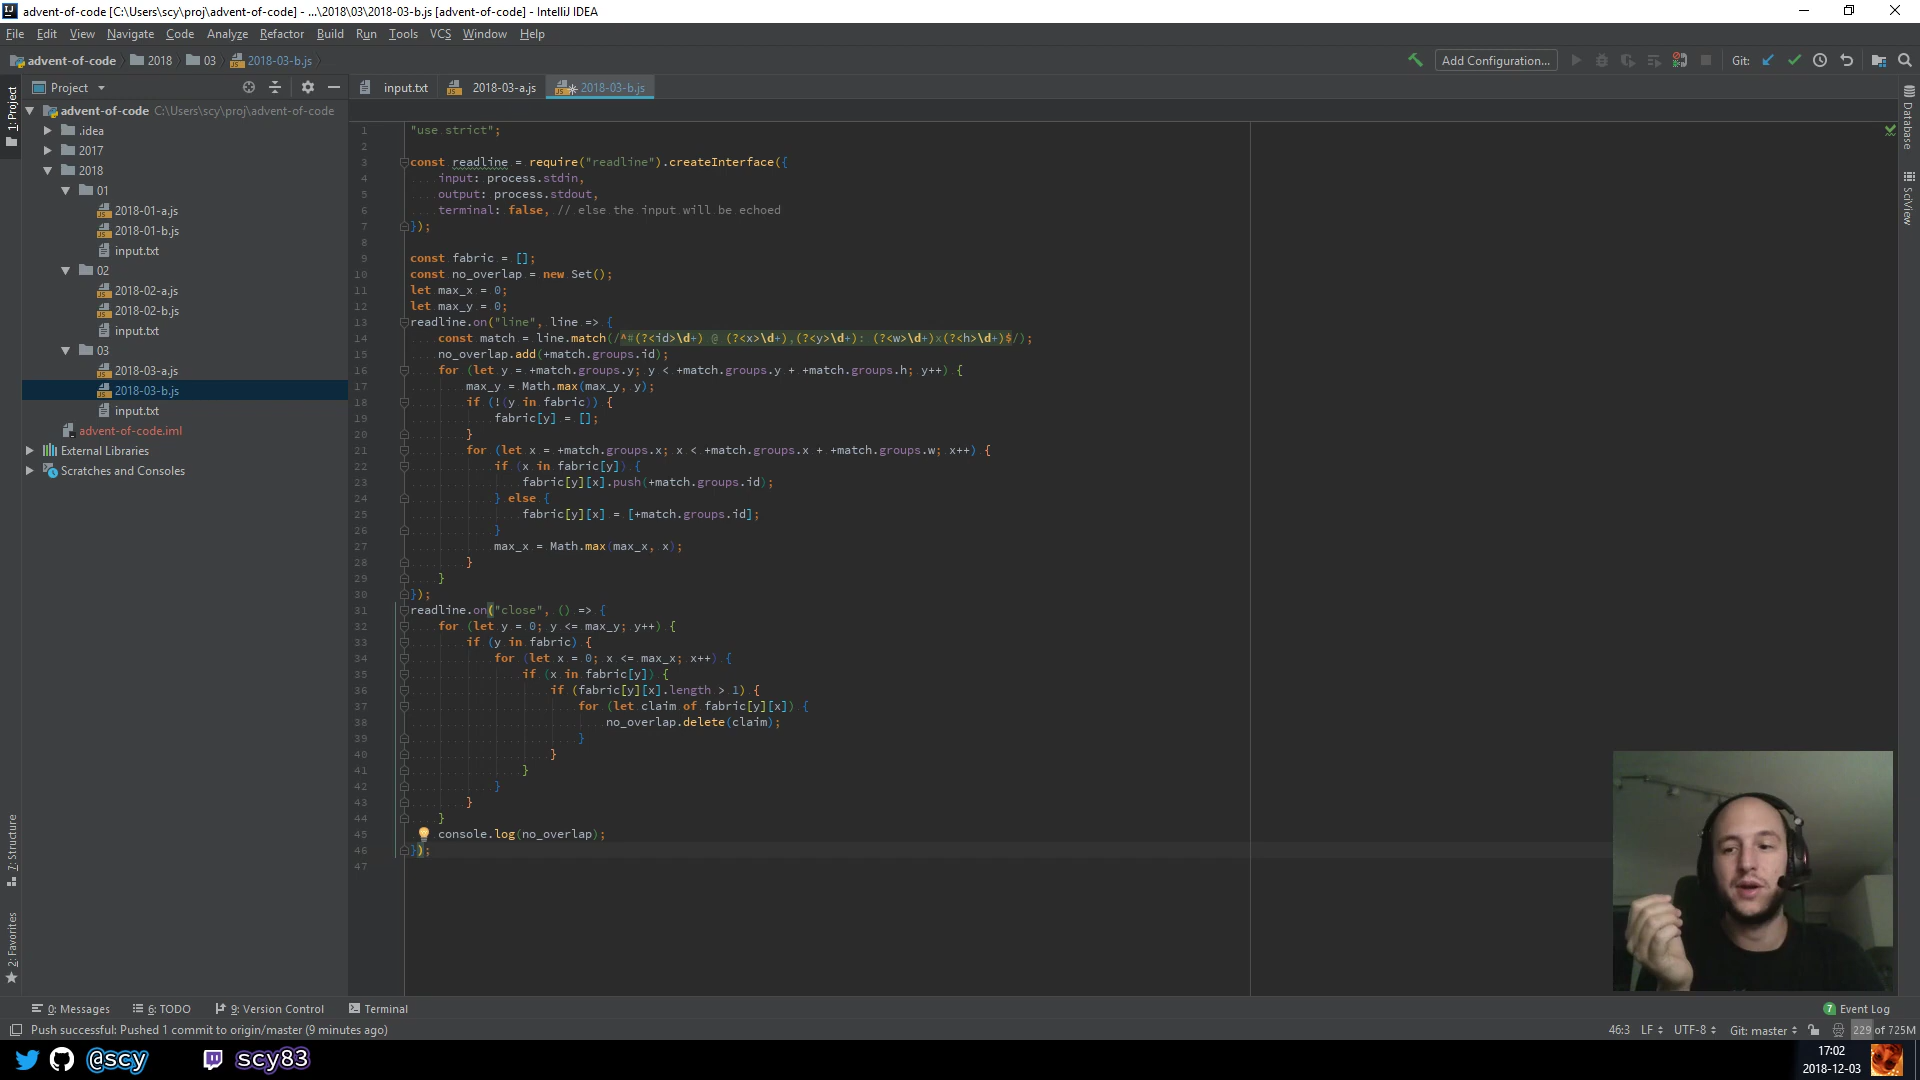 advent-of-code [C:\Users\scy\proj\advent-of-code] - ...\2018\03\2018-03-b.js [advent-of-code] - IntelliJ IDEA
File Edit View Navigate Code Analyze Refactor Build Run Tools VCS Window Help
advent-of-code 2018 03 2018-03-b.js
Add Configuration... Git:
Project
input.txt 2018-03-a.js 2018-03-b.js
1: Project
advent-of-code C:\Users\scy\proj\advent-of-code
.idea
2017
2018
01
2018-01-a.js
2018-01-b.js
input.txt
02
2018-02-a.js
2018-02-b.js
input.txt
03
2018-03-a.js
2018-03-b.js
input.txt
advent-of-code.iml
External Libraries
Scratches and Consoles
7: Structure
2: Favorites
1 "use strict";
2
3 const readline = require("readline").createInterface({
4 input: process.stdin,
5 output: process.stdout,
6 terminal: false, // else the input will be echoed
7 });
8
9 const fabric = [];
10 const no_overlap = new Set();
11 let max_x = 0;
12 let max_y = 0;
13 readline.on("line", line => {
14 const match = line.match(/^#(?<id>\d+) @ (?<x>\d+),(?<y>\d+): (?<w>\d+)x(?<h>\d+)$/);
15 no_overlap.add(+match.groups.id);
16 for (let y = +match.groups.y; y < +match.groups.y + +match.groups.h; y++) {
17 max_y = Math.max(max_y, y);
18 if (!(y in fabric)) {
19 fabric[y] = [];
20 }
21 for (let x = +match.groups.x; x < +match.groups.x + +match.groups.w; x++) {
22 if (x in fabric[y]) {
23 fabric[y][x].push(+match.groups.id);
24 } else {
25 fabric[y][x] = [+match.groups.id];
26 }
27 max_x = Math.max(max_x, x);
28 }
29 }
30 });
31 readline.on("close", () => {
32 for (let y = 0; y <= max_y; y++) {
33 if (y in fabric) {
34 for (let x = 0; x <= max_x; x++) {
35 if (x in fabric[y]) {
36 if (fabric[y][x].length > 1) {
37 for (let claim of fabric[y][x]) {
38 no_overlap.delete(claim);
39 }
40 }
41 }
42 }
43 }
44 }
45 console.log(no_overlap);
46 });
47
Database
SciView
0: Messages 6: TODO 9: Version Control Terminal
7 Event Log
Push successful: Pushed 1 commit to origin/master (9 minutes ago)
46:3 LF UTF-8 Git: master 229 of 725M
@scy scy83
17:02
2018-12-03